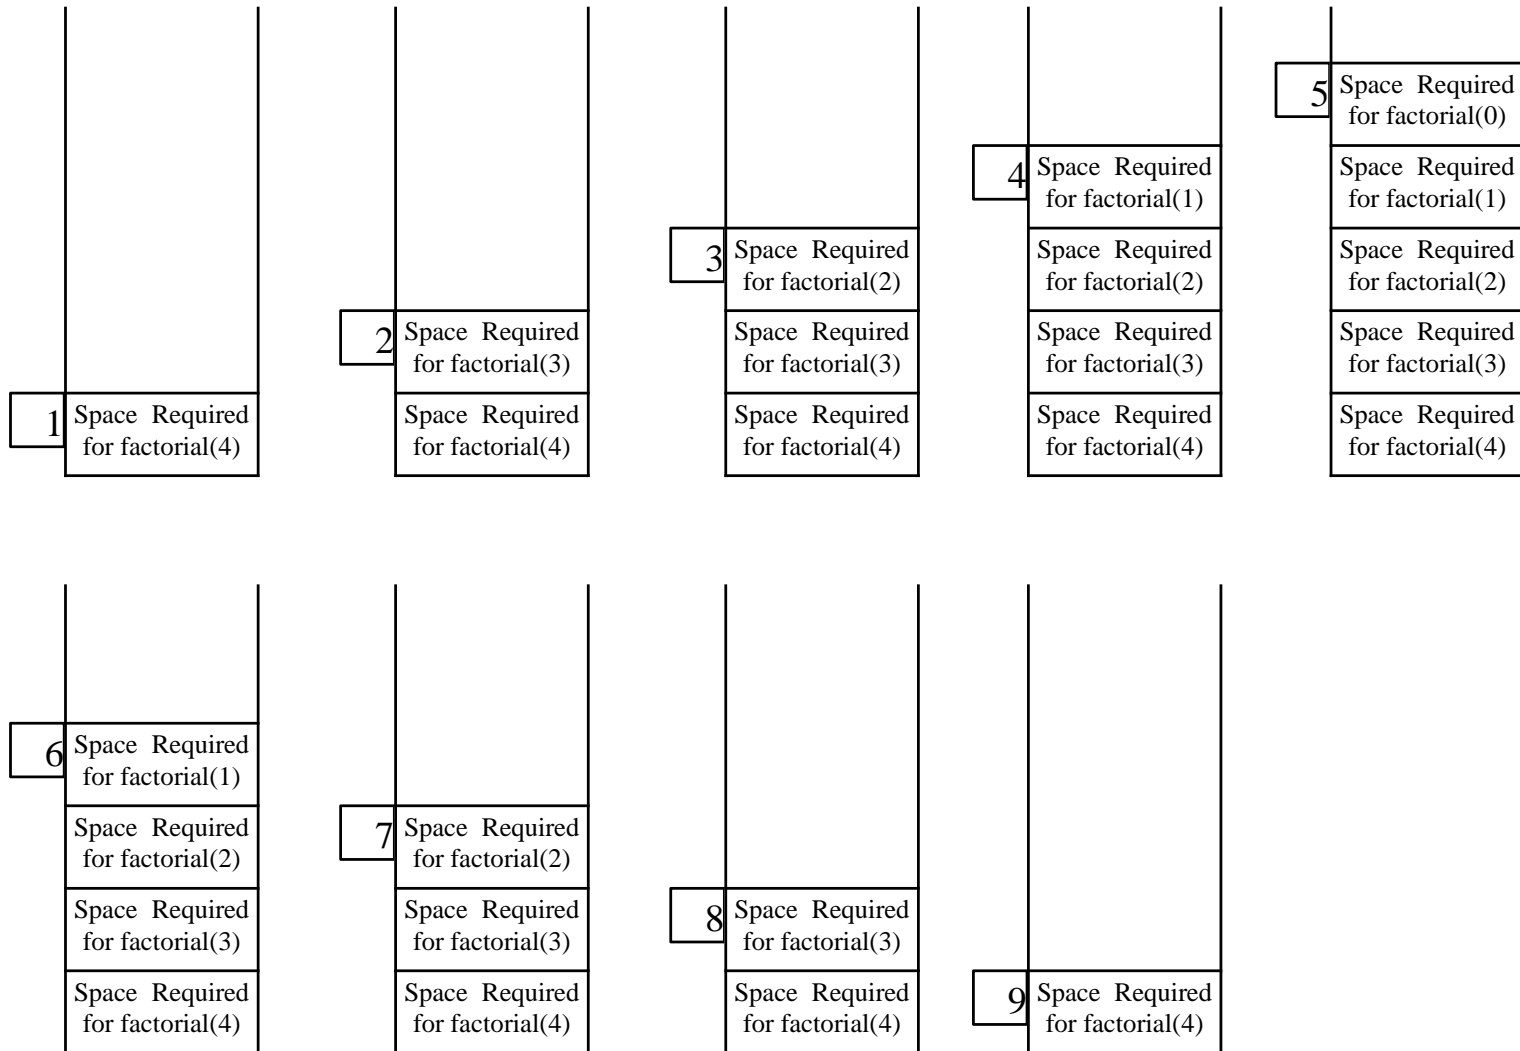 1
Space Required
for factorial(4)
2
Space Required
for factorial(3)
Space Required
for factorial(4)
3
Space Required
for factorial(2)
Space Required
for factorial(3)
Space Required
for factorial(4)
4
Space Required
for factorial(1)
Space Required
for factorial(2)
Space Required
for factorial(3)
Space Required
for factorial(4)
5
Space Required
for factorial(0)
Space Required
for factorial(1)
Space Required
for factorial(2)
Space Required
for factorial(3)
Space Required
for factorial(4)
6
Space Required
for factorial(1)
Space Required
for factorial(2)
Space Required
for factorial(3)
Space Required
for factorial(4)
7
Space Required
for factorial(2)
Space Required
for factorial(3)
Space Required
for factorial(4)
8
Space Required
for factorial(3)
Space Required
for factorial(4)
9
Space Required
for factorial(4)